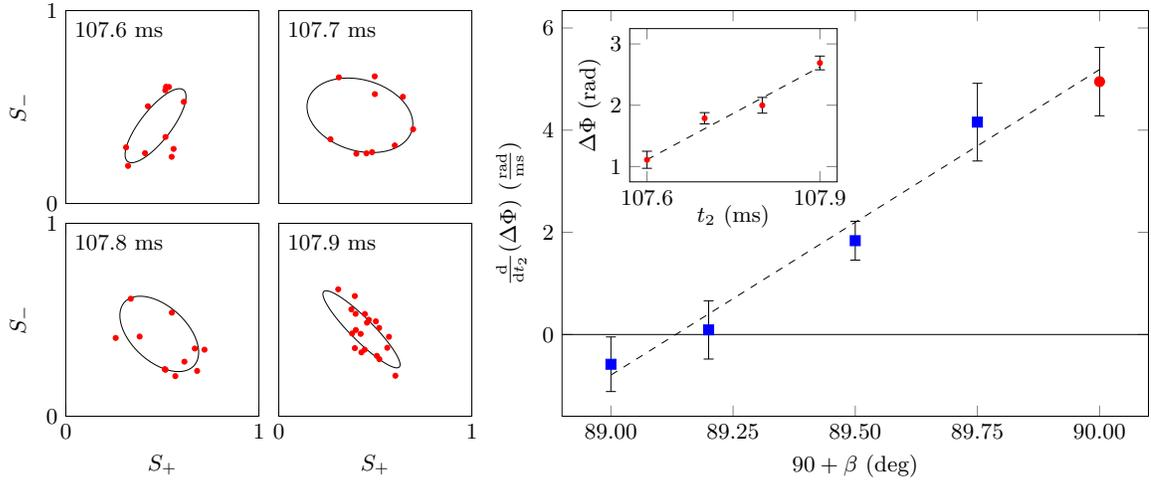 1
107.6 ms
107.7 ms
S₋
0
1
107.8 ms
107.9 ms
S₋
0
0
1
0
1
S₊
S₊
6
4
2
0
d/dt₂(ΔΦ) (rad/ms)
89.00
89.25
89.50
89.75
90.00
90 + β (deg)
3
2
1
ΔΦ (rad)
107.6
107.9
t₂ (ms)